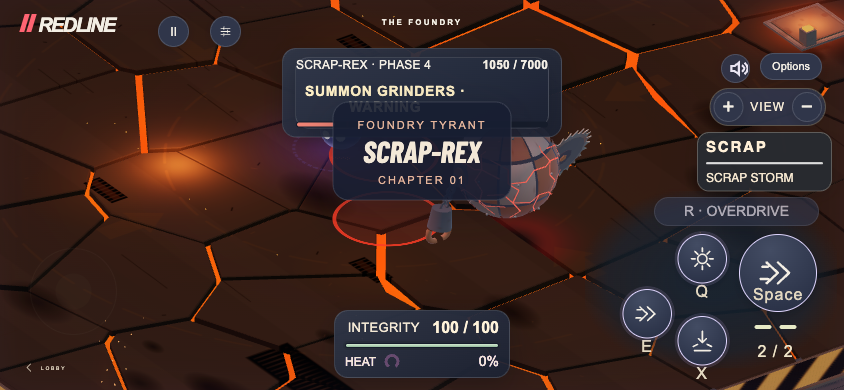 REDLINE
THE FOUNDRY
SCRAP-REX · PHASE 4 1050 / 7000
SUMMON GRINDERS ·
WARNING
FOUNDRY TYRANT
SCRAP-REX
CHAPTER 01
Options
+ VIEW −
SCRAP
SCRAP STORM
R · OVERDRIVE
Q
Space
E
X
2 / 2
INTEGRITY 100 / 100
HEAT 0%
LOBBY